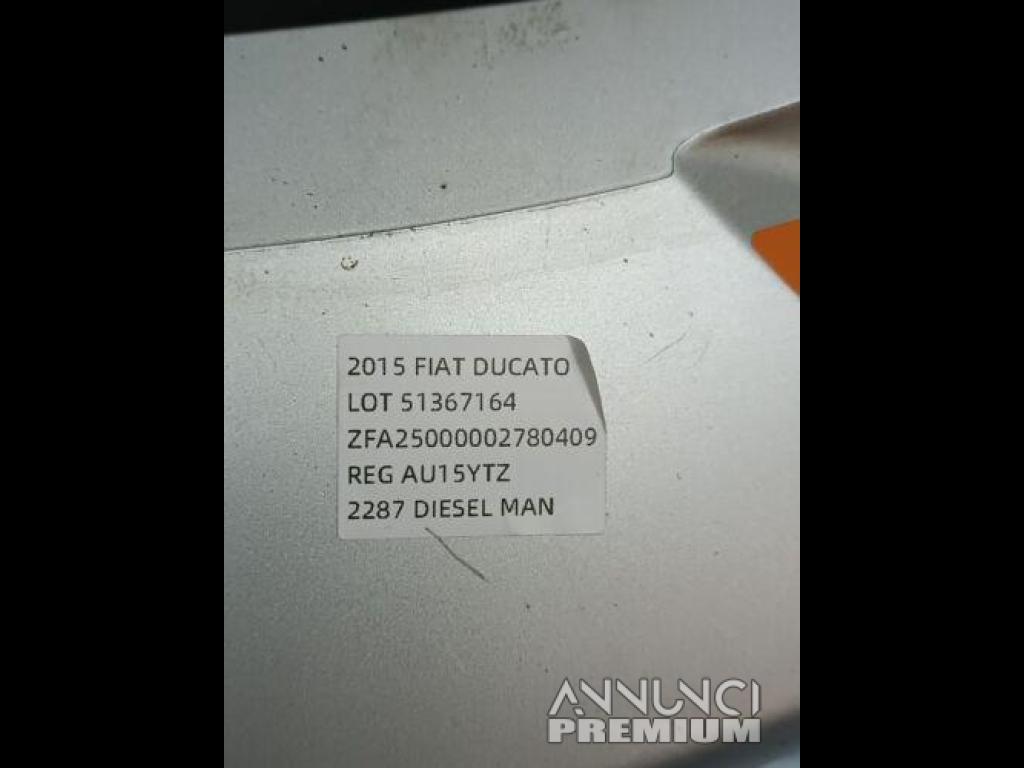 2015 FIAT DUCATO
LOT 51367164
ZFA25000002780409
REG AU15YTZ
2287 DIESEL MAN
ANNUNCI
PREMIUM